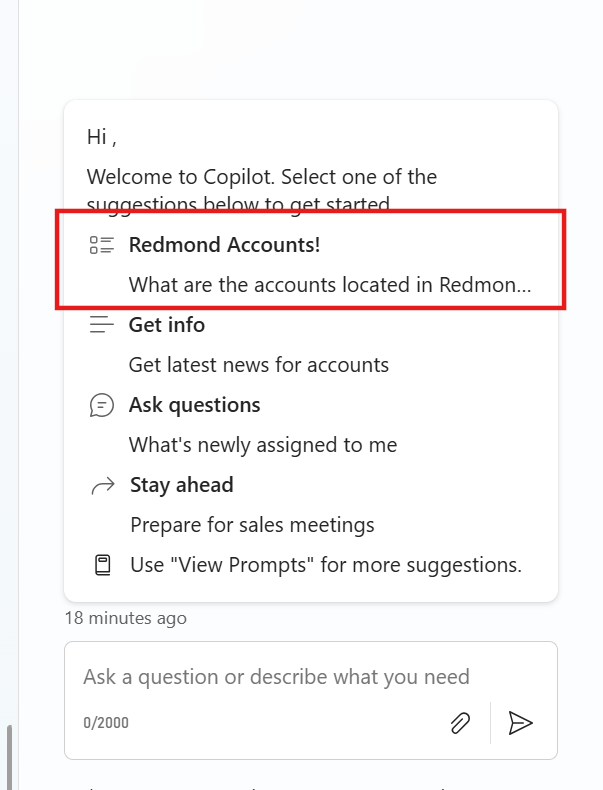 Hi ,
Welcome to Copilot. Select one of the
suggestions below to get started.
Redmond Accounts!
What are the accounts located in Redmon...
Get info
Get latest news for accounts
Ask questions
What's newly assigned to me
Stay ahead
Prepare for sales meetings
Use "View Prompts" for more suggestions.
18 minutes ago
Ask a question or describe what you need
0/2000